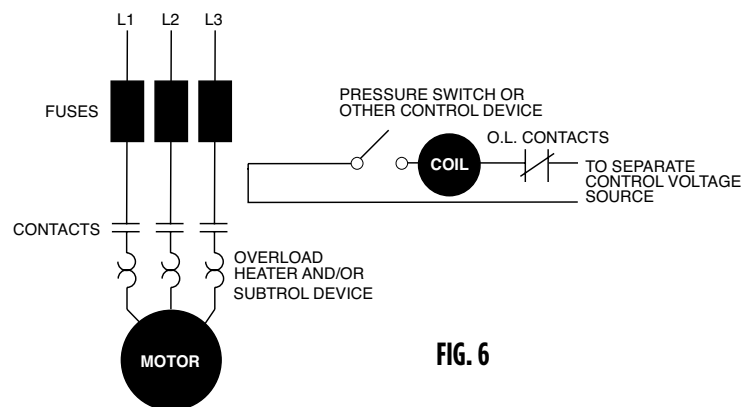 L1 L2 L3
FUSES
PRESSURE SWITCH OR
OTHER CONTROL DEVICE
O.L. CONTACTS
COIL
TO SEPARATE
CONTROL VOLTAGE
SOURCE
CONTACTS
OVERLOAD
HEATER AND/OR
SUBTROL DEVICE
MOTOR
FIG. 6